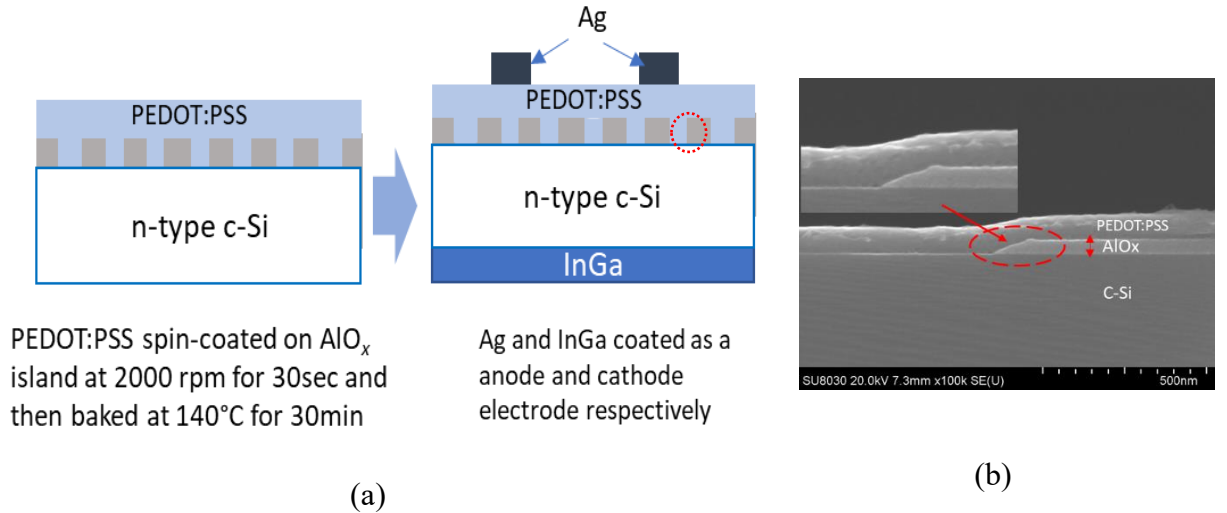 Ag
PEDOT:PSS
n-type c-Si
PEDOT:PSS
n-type c-Si
InGa
PEDOT:PSS spin-coated on AlOₓ
island at 2000 rpm for 30sec and
then baked at 140°C for 30min
Ag and InGa coated as a
anode and cathode
electrode respectively
(a)
PEDOT:PSS
AlOx
C-Si
SU8030 20.0kV 7.3mm x100k SE(U)
500nm
(b)